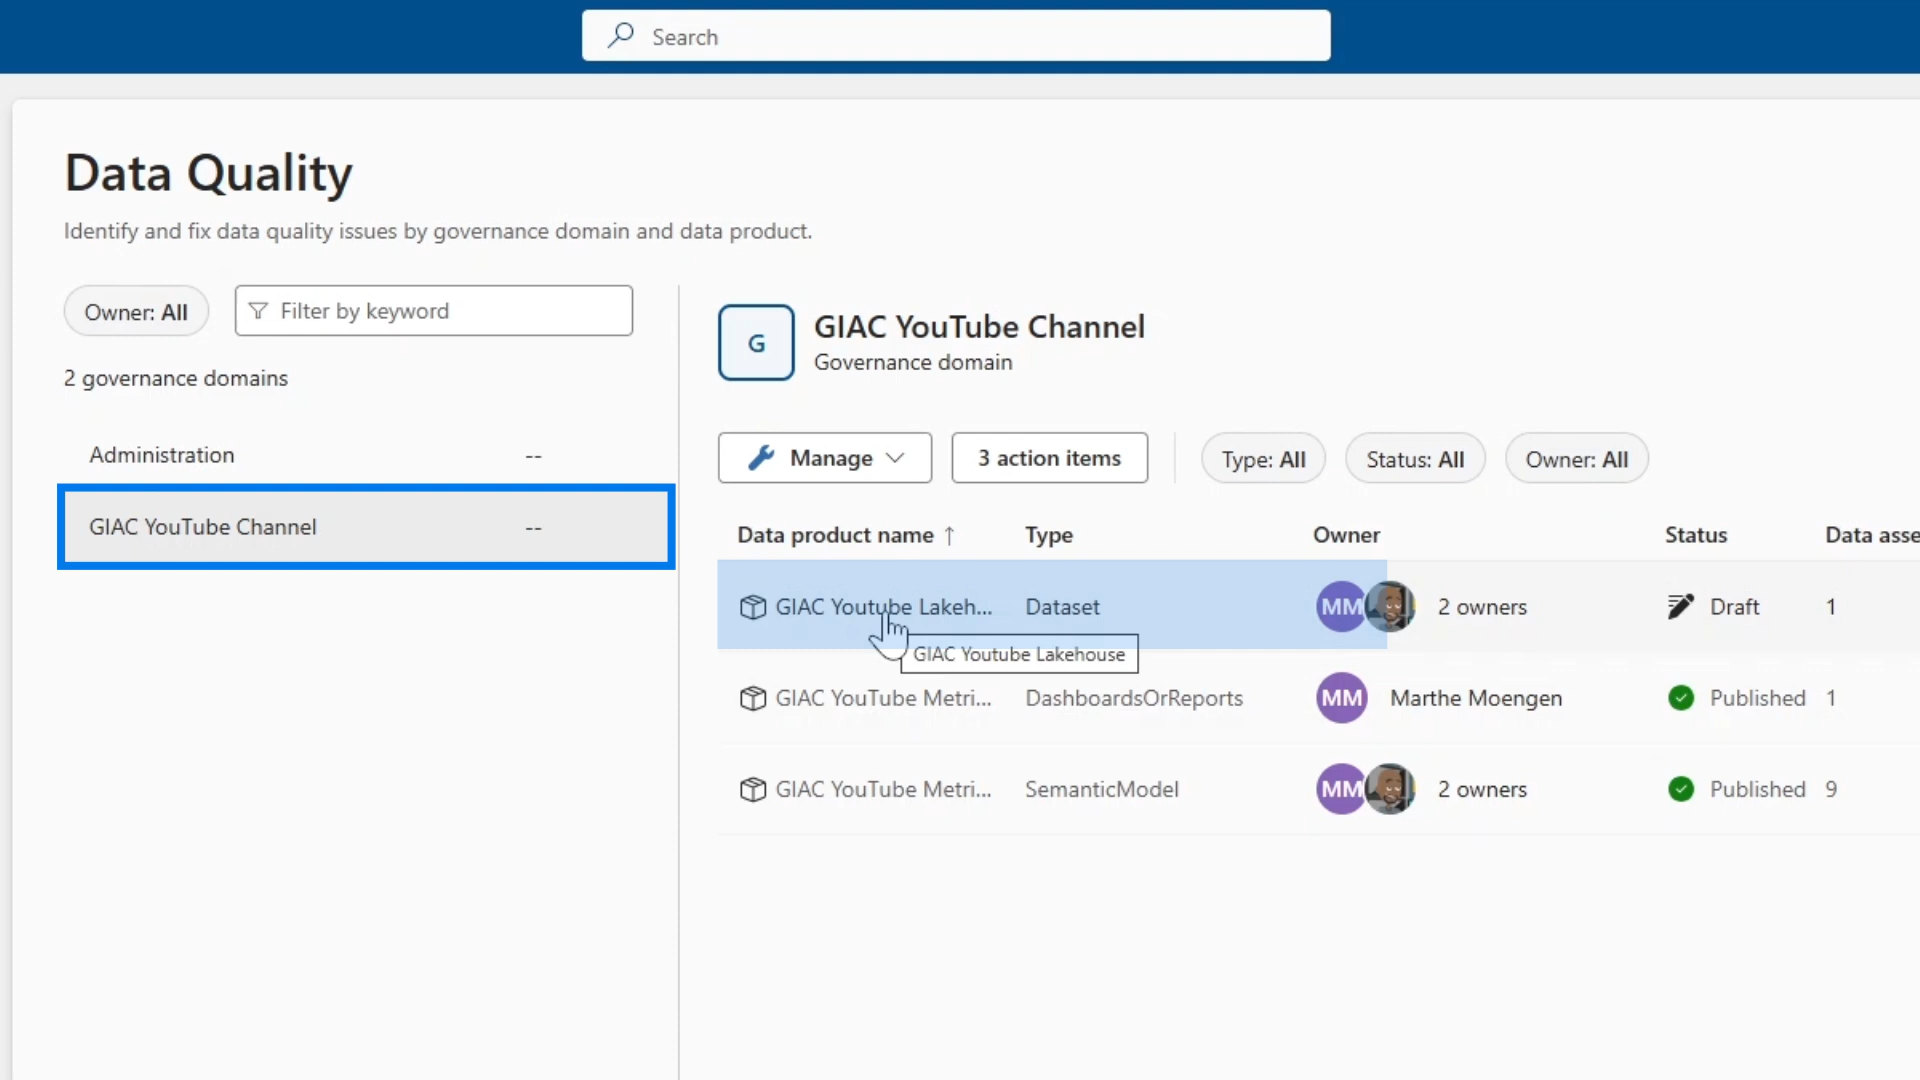 Search
Data Quality
Identify and fix data quality issues by governance domain and data product.
Owner: All
Filter by keyword
2 governance domains
Administration --
GIAC YouTube Channel --
G
GIAC YouTube Channel
Governance domain
Manage
3 action items
Type: All
Status: All
Owner: All
Data product name ↑ Type Owner Status Data asse
GIAC Youtube Lakeh... Dataset MM 2 owners Draft 1
GIAC Youtube Lakehouse
GIAC YouTube Metri... DashboardsOrReports MM Marthe Moengen Published 1
GIAC YouTube Metri... SemanticModel MM 2 owners Published 9